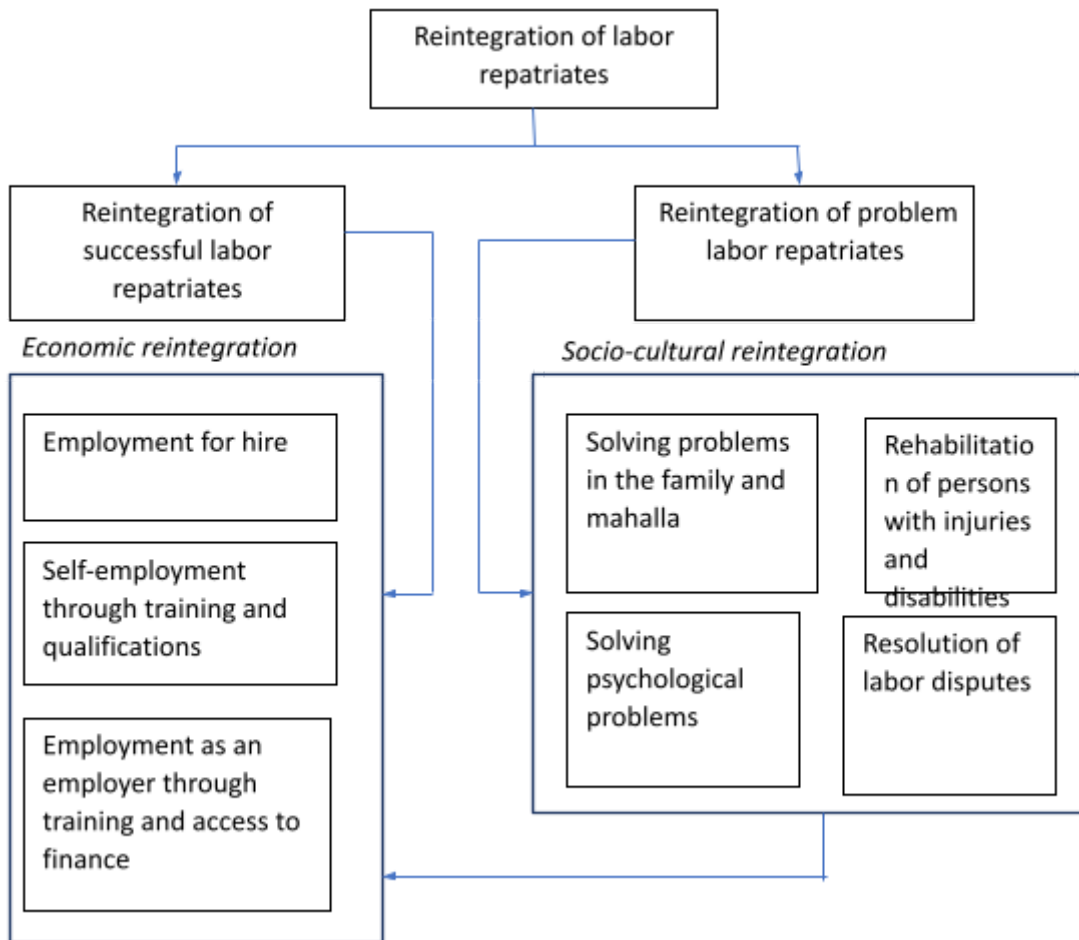 Reintegration of labor
repatriates
Reintegration of
successful labor
repatriates
Reintegration of problem
labor repatriates
Economic reintegration
Socio-cultural reintegration
Employment for hire
Self-employment
through training and
qualifications
Employment as an
employer through
training and access to
finance
Solving problems
in the family and
mahalla
Rehabilitatio
n of persons
with injuries
and
disabilities
Solving
psychological
problems
Resolution of
labor disputes